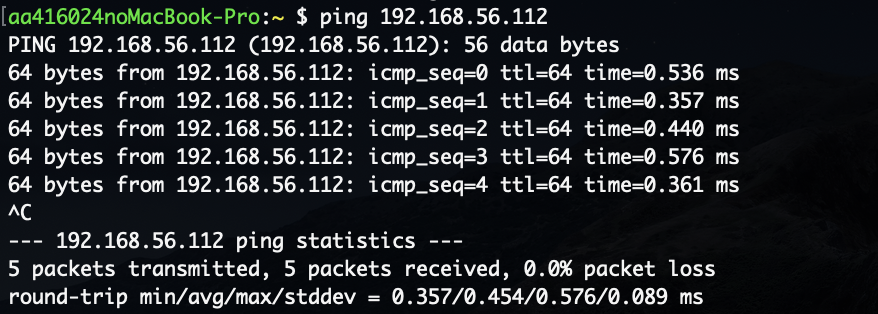 [aa416024noMacBook-Pro:~ $ ping 192.168.56.112
PING 192.168.56.112 (192.168.56.112): 56 data bytes
64 bytes from 192.168.56.112: icmp_seq=0 ttl=64 time=0.536 ms
64 bytes from 192.168.56.112: icmp_seq=1 ttl=64 time=0.357 ms
64 bytes from 192.168.56.112: icmp_seq=2 ttl=64 time=0.440 ms
64 bytes from 192.168.56.112: icmp_seq=3 ttl=64 time=0.576 ms
64 bytes from 192.168.56.112: icmp_seq=4 ttl=64 time=0.361 ms
^C
--- 192.168.56.112 ping statistics ---
5 packets transmitted, 5 packets received, 0.0% packet loss
round-trip min/avg/max/stddev = 0.357/0.454/0.576/0.089 ms